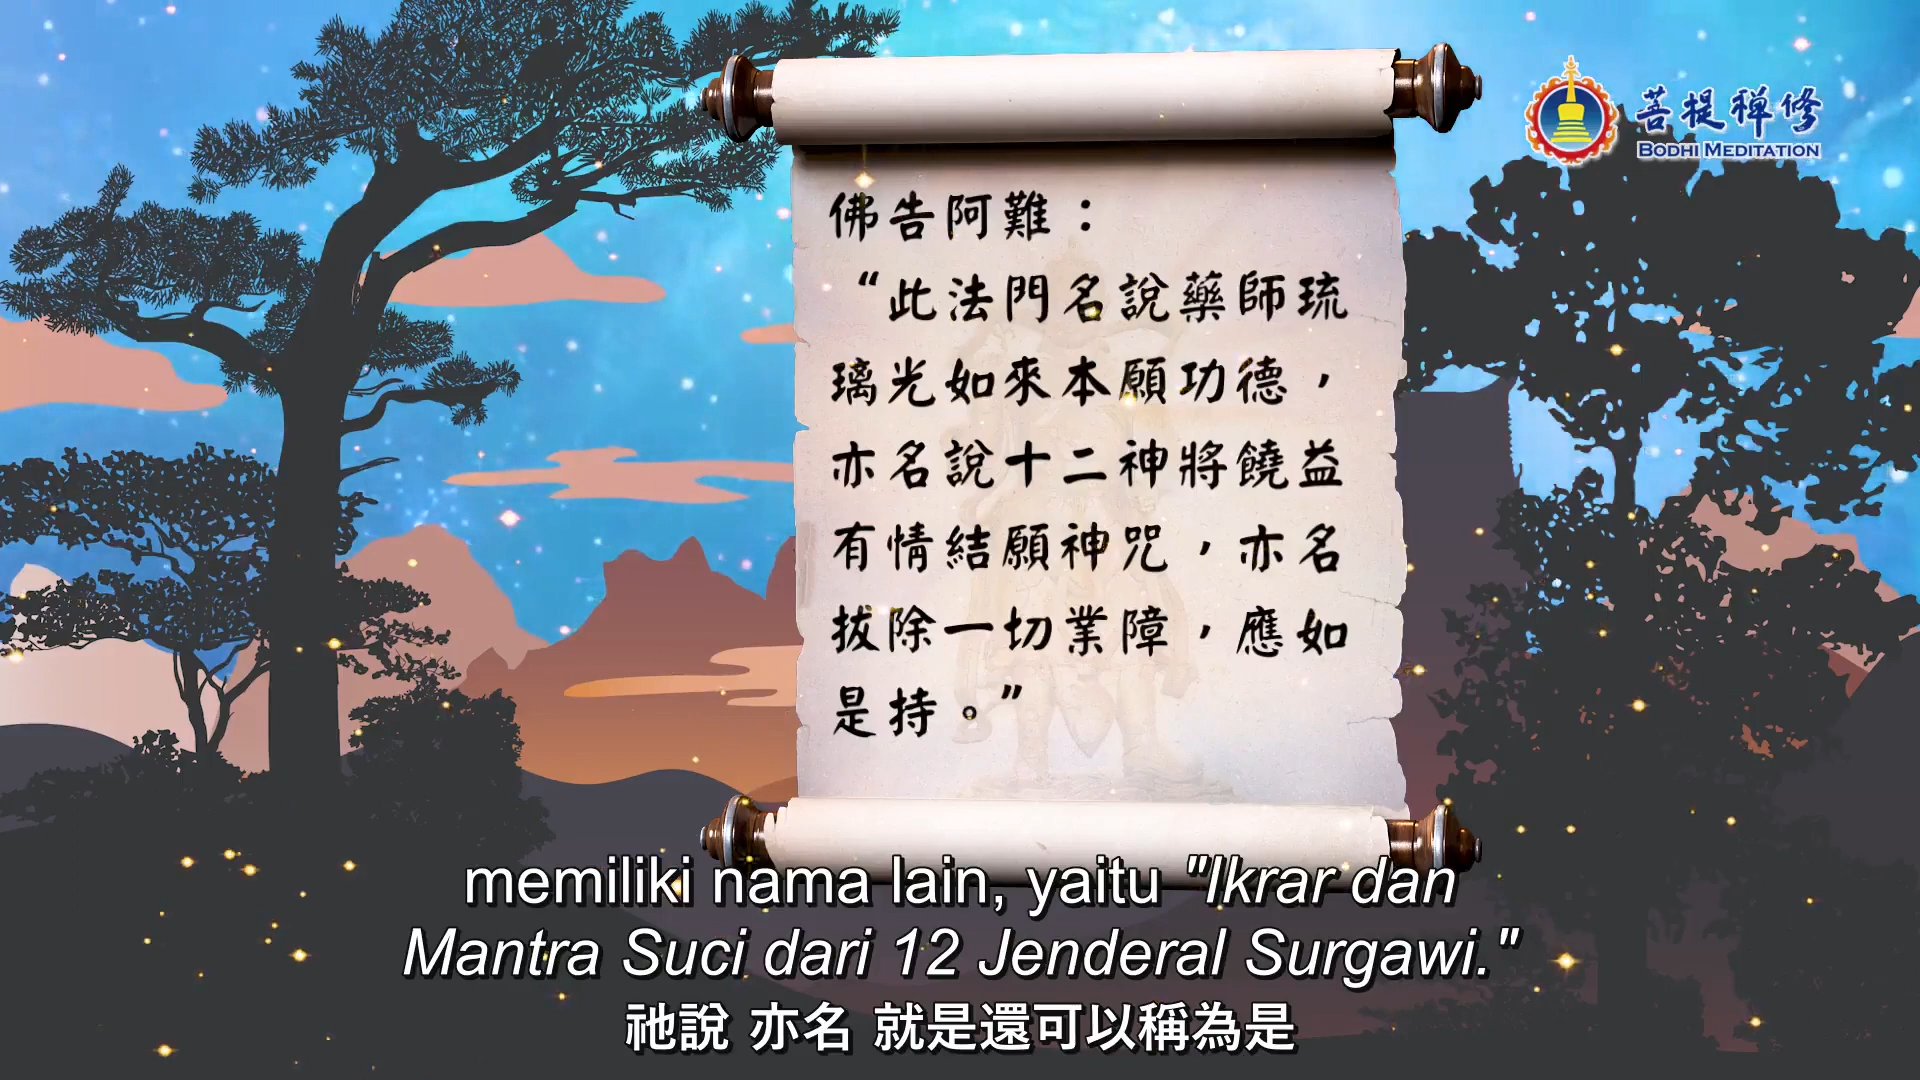 菩提禪修
BODHI MEDITATION
佛告阿難：
“此法門名說藥師琉
璃光如來本願功德，
亦名說十二神將饒益
有情結願神咒，亦名
拔除一切業障，應如
是持。”
memiliki nama lain, yaitu "Ikrar dan
Mantra Suci dari 12 Jenderal Surgawi."
祂說 亦名 就是還可以稱為是